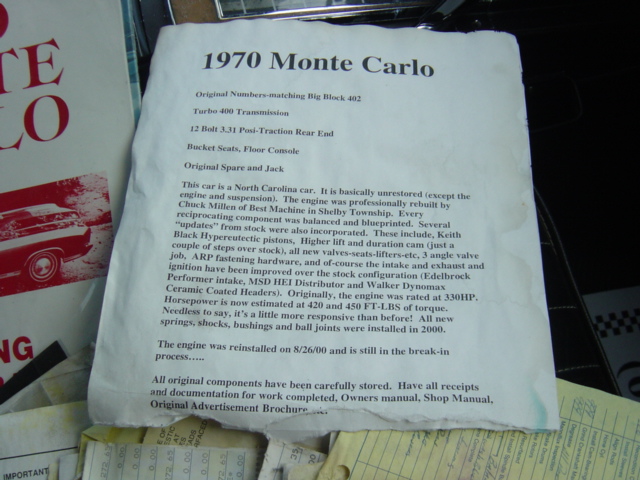 1970 Monte Carlo
Original Numbers-matching Big Block 402
Turbo 400 Transmission
12 Bolt 3.31 Posi-Traction Rear End
Bucket Seats, Floor Console
Original Spare and Jack
This car is a North Carolina car. It is basically unrestored (except the
engine and suspension). The engine was professionally rebuilt by
Chuck Millen of Best Machine in Shelby Township. Every
reciprocating component was balanced and blueprinted. Several
"updates" from stock were also incorporated. These include, Keith
Black Hypereutectic pistons, Higher lift and duration cam (just a
couple of steps over stock), all new valves-seats-lifters-etc, 3 angle valve
job, ARP fastening hardware, and of-course the intake and exhaust and
ignition have been improved over the stock configuration (Edelbrock
Performer intake, MSD HEI Distributor and Walker Dynomax
Ceramic Coated Headers). Originally, the engine was rated at 330HP.
Horsepower is now estimated at 420 and 450 FT-LBS of torque.
Needless to say, it's a little more responsive than before! All new
springs, shocks, bushings and ball joints were installed in 2000.
The engine was reinstalled on 8/26/00 and is still in the break-in
process…..
All original components have been carefully stored. Have all receipts
and documentation for work completed, Owners manual, Shop Manual,
Original Advertisement Brochure
TE
LO
NG
IMPORTANT